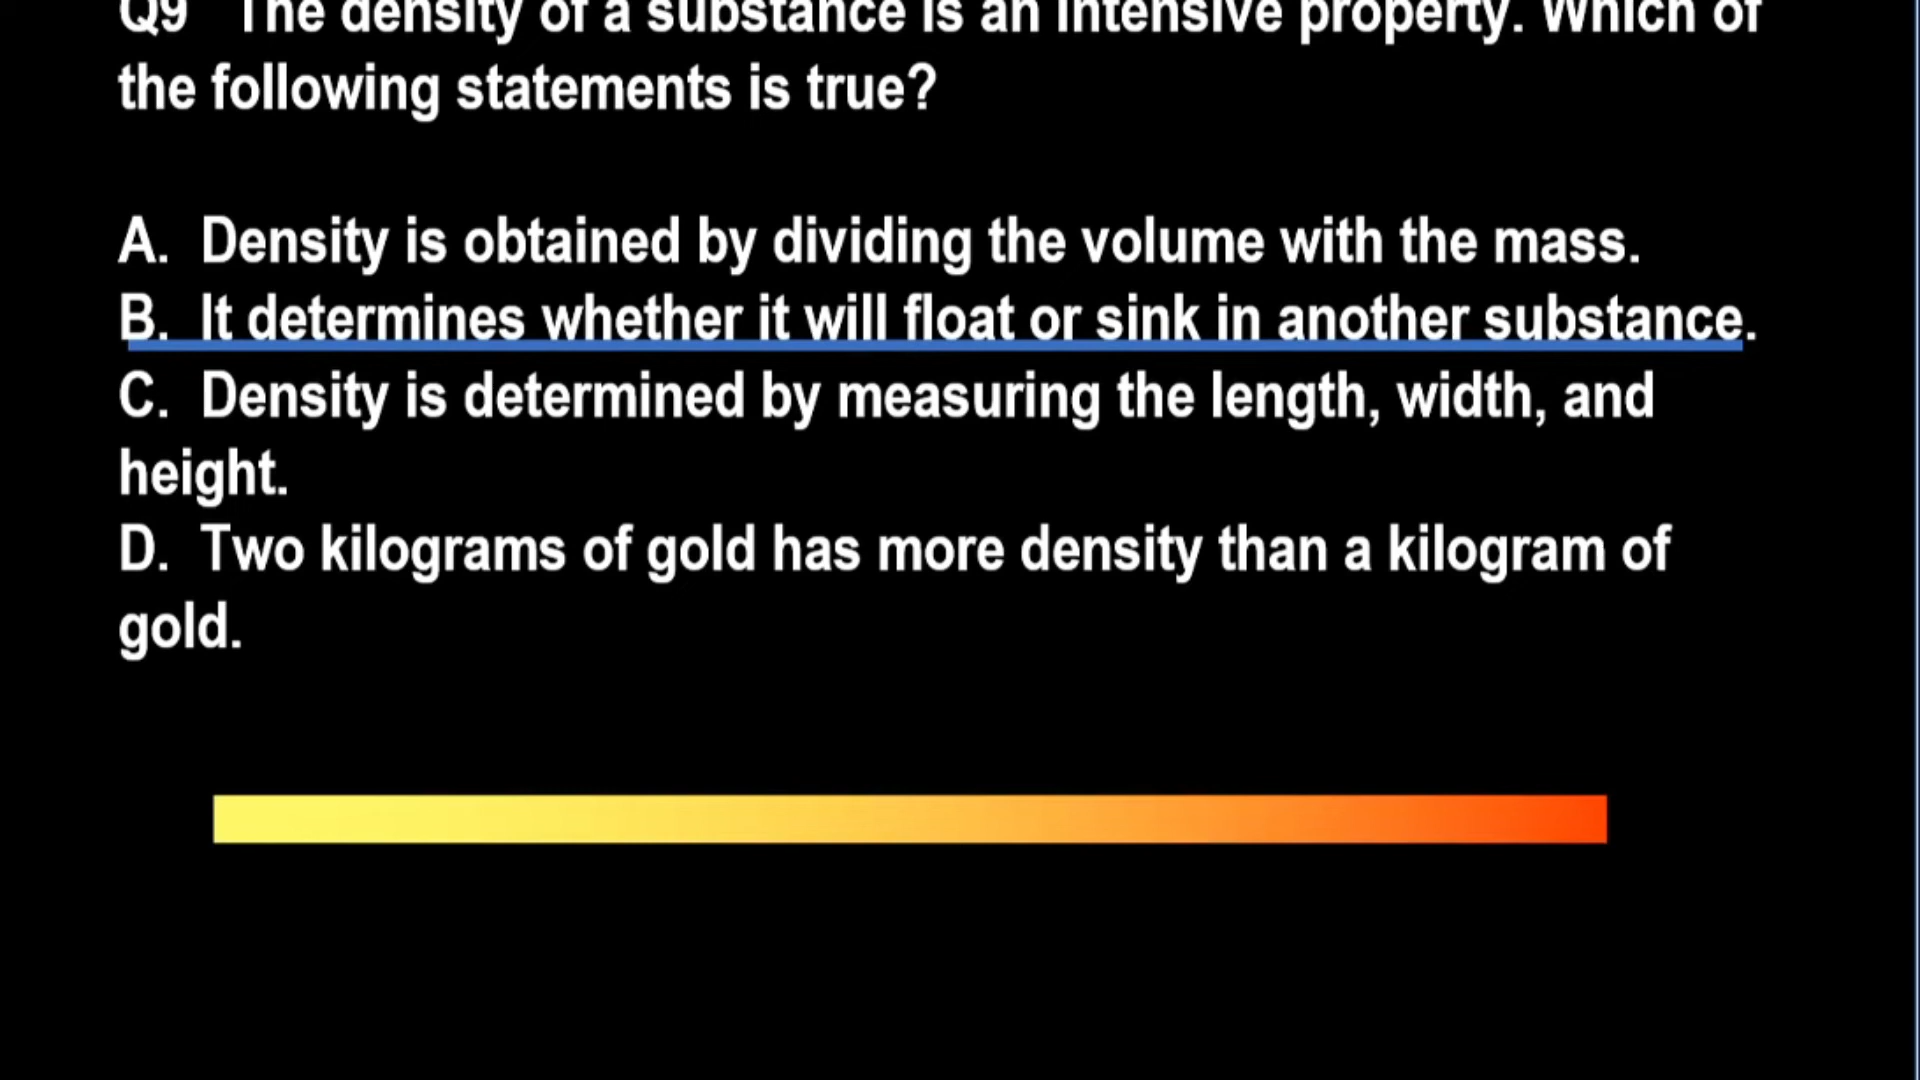 Q9 The density of a substance is an intensive property. Which of
the following statements is true?
A. Density is obtained by dividing the volume with the mass.
B. It determines whether it will float or sink in another substance.
C. Density is determined by measuring the length, width, and
height.
D. Two kilograms of gold has more density than a kilogram of
gold.